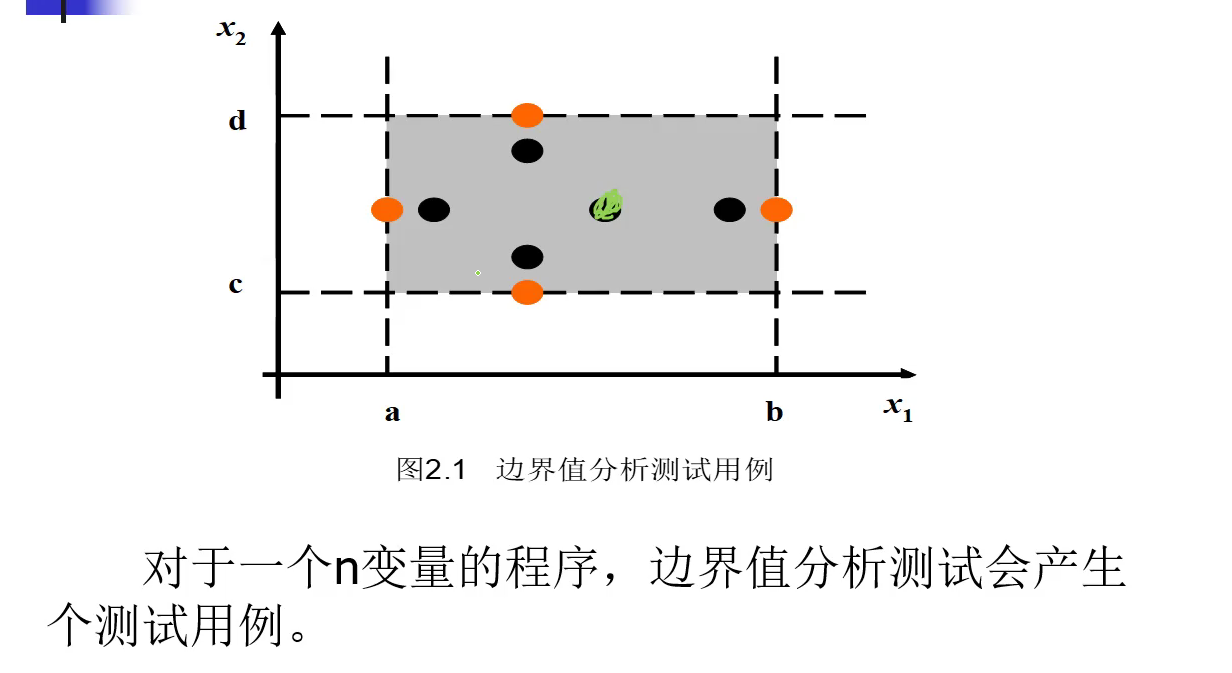 x₂
d
c
a
b
x₁
图2.1 边界值分析测试用例
对于一个n变量的程序，边界值分析测试会产生
个测试用例。